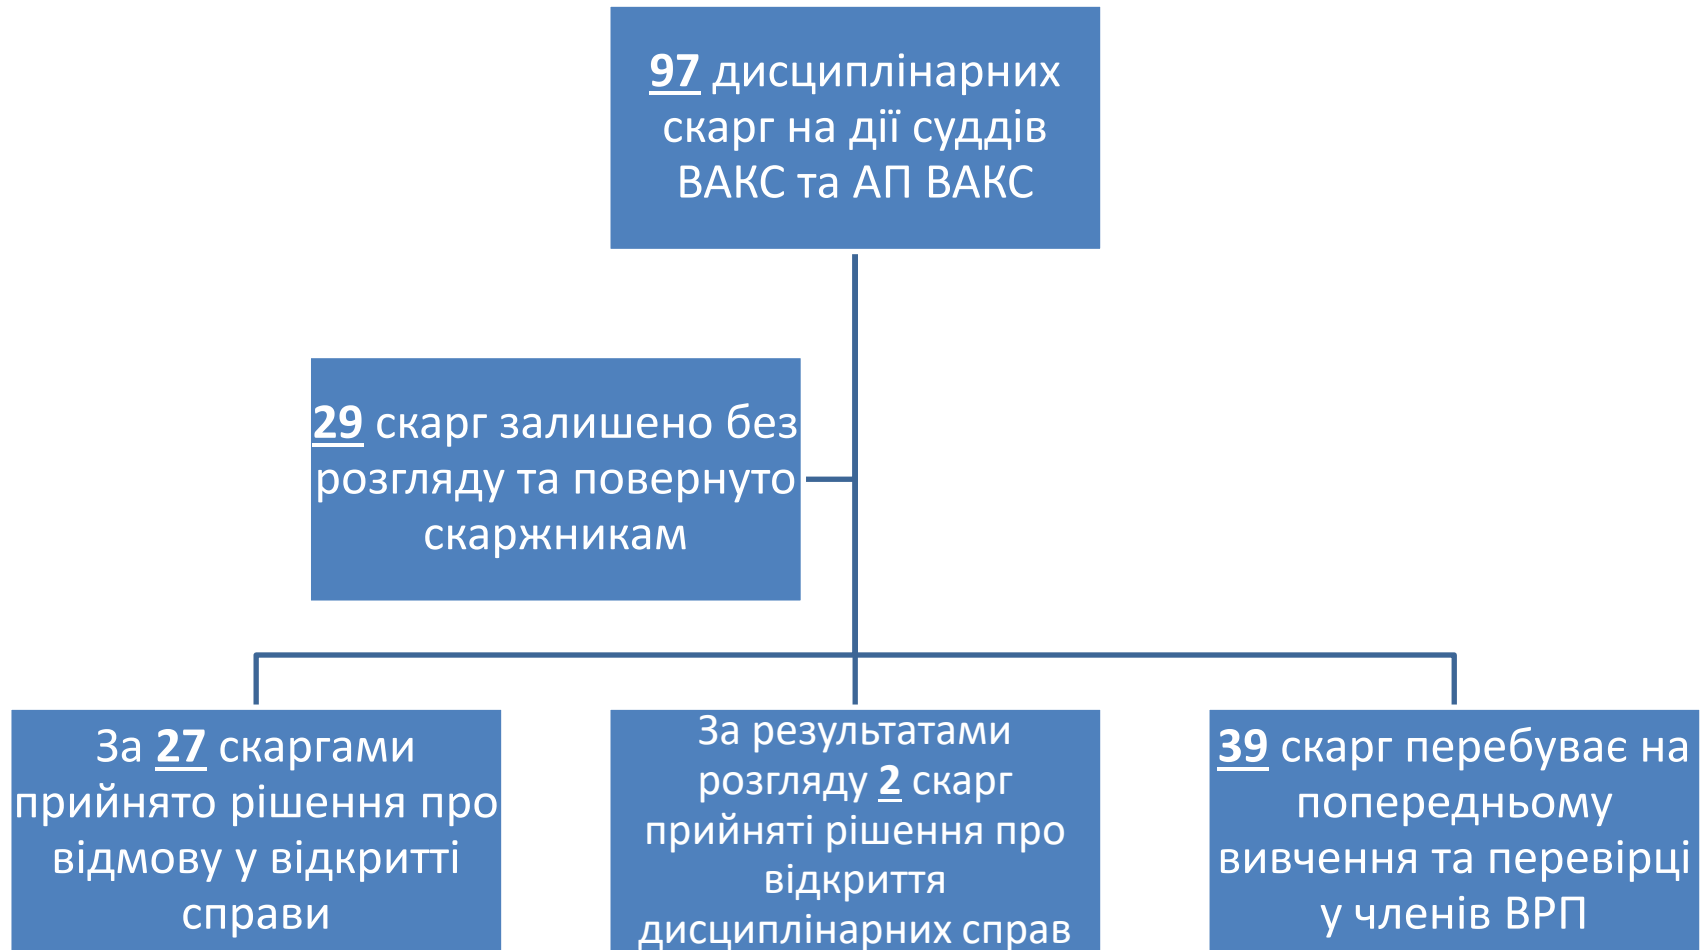 97 дисциплінарних
скарг на дії суддів
ВАКС та АП ВАКС
29 скарг залишено без
розгляду та повернуто
скаржникам
За 27 скаргами
прийнято рішення про
відмову у відкритті
справи
За результатами
розгляду 2 скарг
прийняті рішення про
відкриття
дисциплінарних справ
39 скарг перебуває на
попередньому
вивчення та перевірці
у членів ВРП